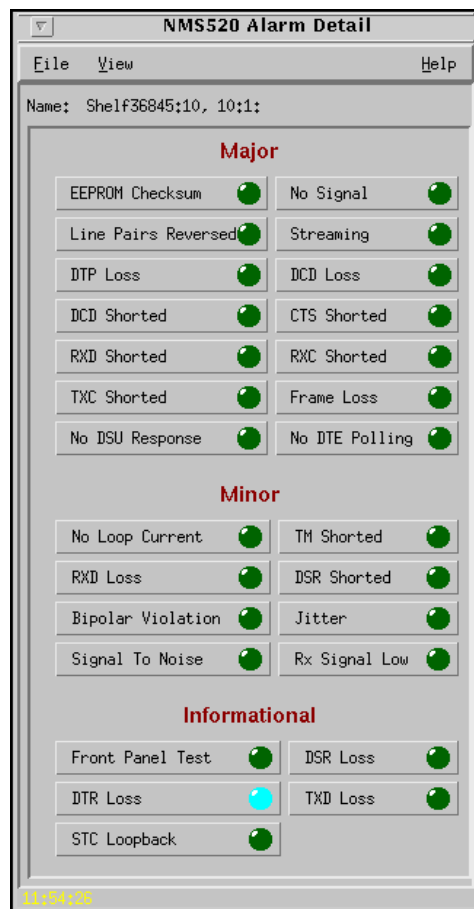 NMS520 Alarm Detail
File View Help
Name: Shelf36845:10, 10:1:
Major
EEPROM Checksum No Signal
Line Pairs Reversed Streaming
DTP Loss DCD Loss
DCD Shorted CTS Shorted
RXD Shorted RXC Shorted
TXC Shorted Frame Loss
No DSU Response No DTE Polling
Minor
No Loop Current TM Shorted
RXD Loss DSR Shorted
Bipolar Violation Jitter
Signal To Noise Rx Signal Low
Informational
Front Panel Test DSR Loss
DTR Loss TXD Loss
STC Loopback
11:54:26